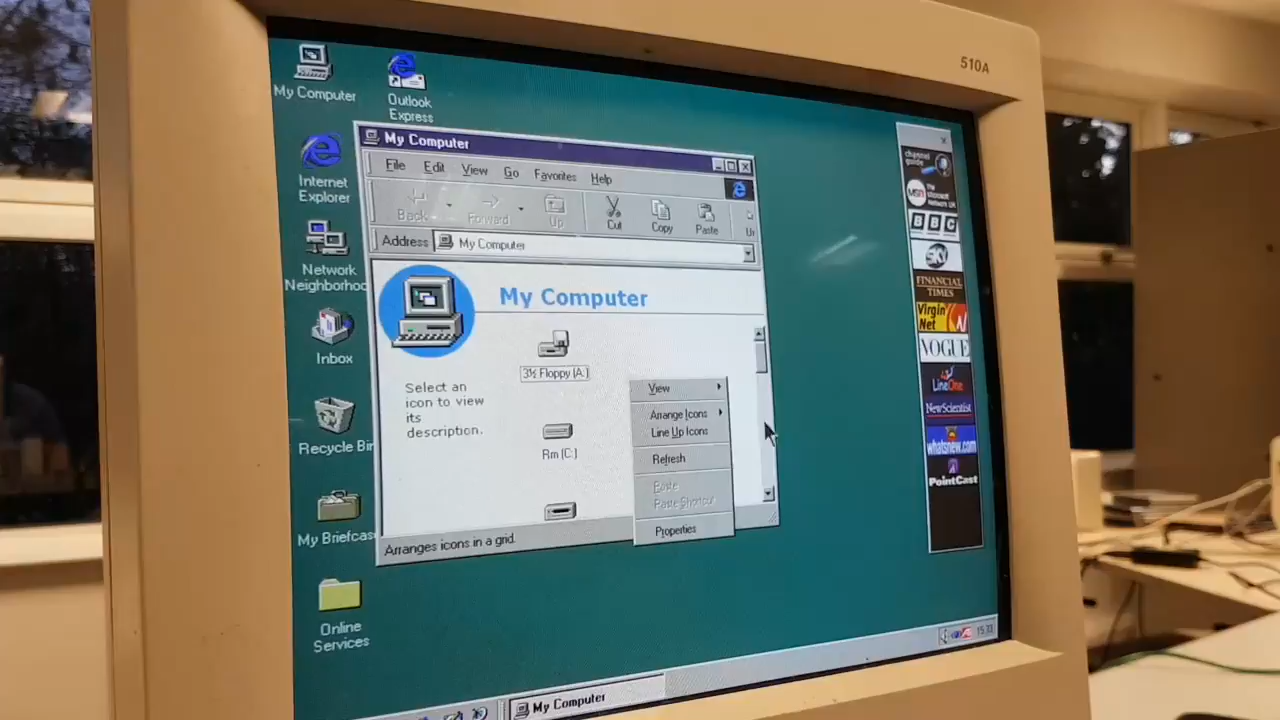 510A
My Computer
Outlook
Express
Internet
Explorer
Network
Neighborhoo
Inbox
Recycle Bin
My Briefcas
Online
Services
My Computer
File Edit View Go Favorites Help
Back Forward Up Cut Copy Paste
Address My Computer
My Computer
Select an
icon to view
its
description.
3½ Floppy (A:)
Rm (C:)
View
Arrange Icons
Line Up Icons
Refresh
Paste
Paste Shortcut
Properties
Arranges icons in a grid.
channel
guide
msn
The
Microsoft
Network UK
BBC
SKY
FINANCIAL
TIMES
Virgin
Net
VOGUE
LineOne
NewScientist
whatsnew.com
PointCast
My Computer